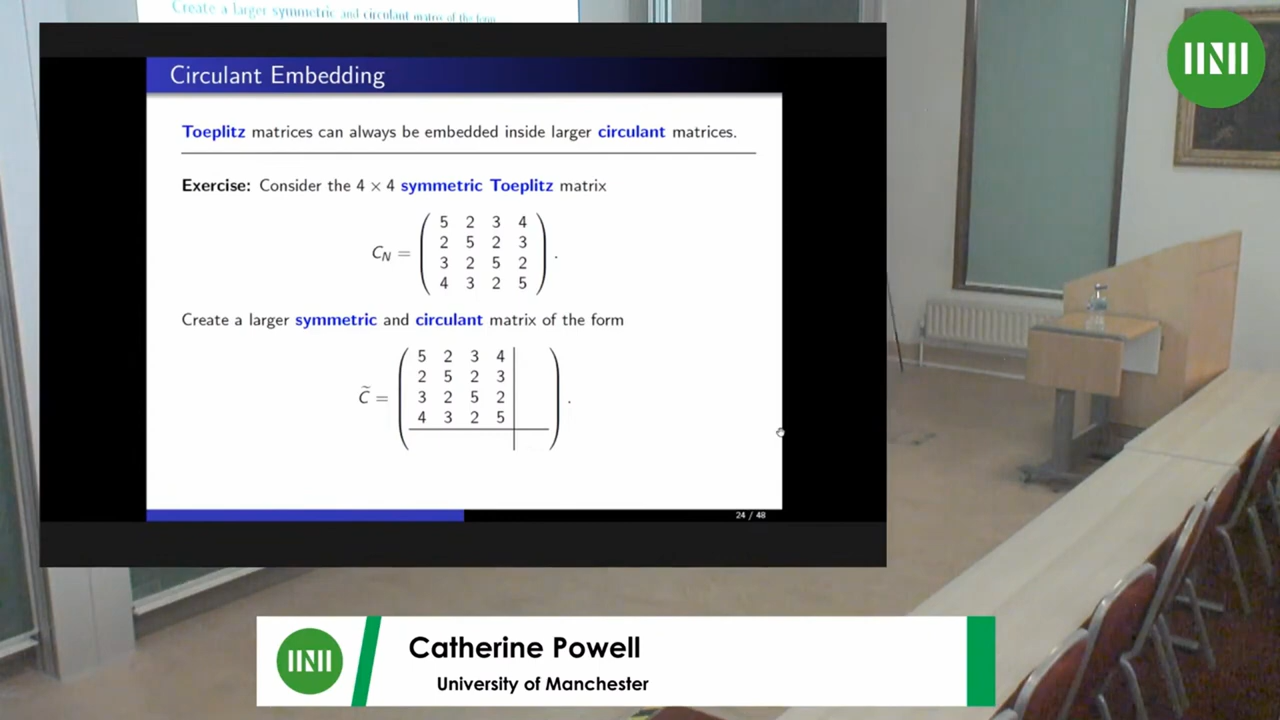 Create a larger symmetric and circulant matrix of the form
Circulant Embedding
Toeplitz matrices can always be embedded inside larger circulant matrices.
Exercise: Consider the 4 × 4 symmetric Toeplitz matrix
5 2 3 4
2 5 2 3
C_N = 3 2 5 2 .
4 3 2 5
Create a larger symmetric and circulant matrix of the form
5 2 3 4
2 5 2 3
C̃ = 3 2 5 2 .
4 3 2 5
24 / 48
Catherine Powell
University of Manchester